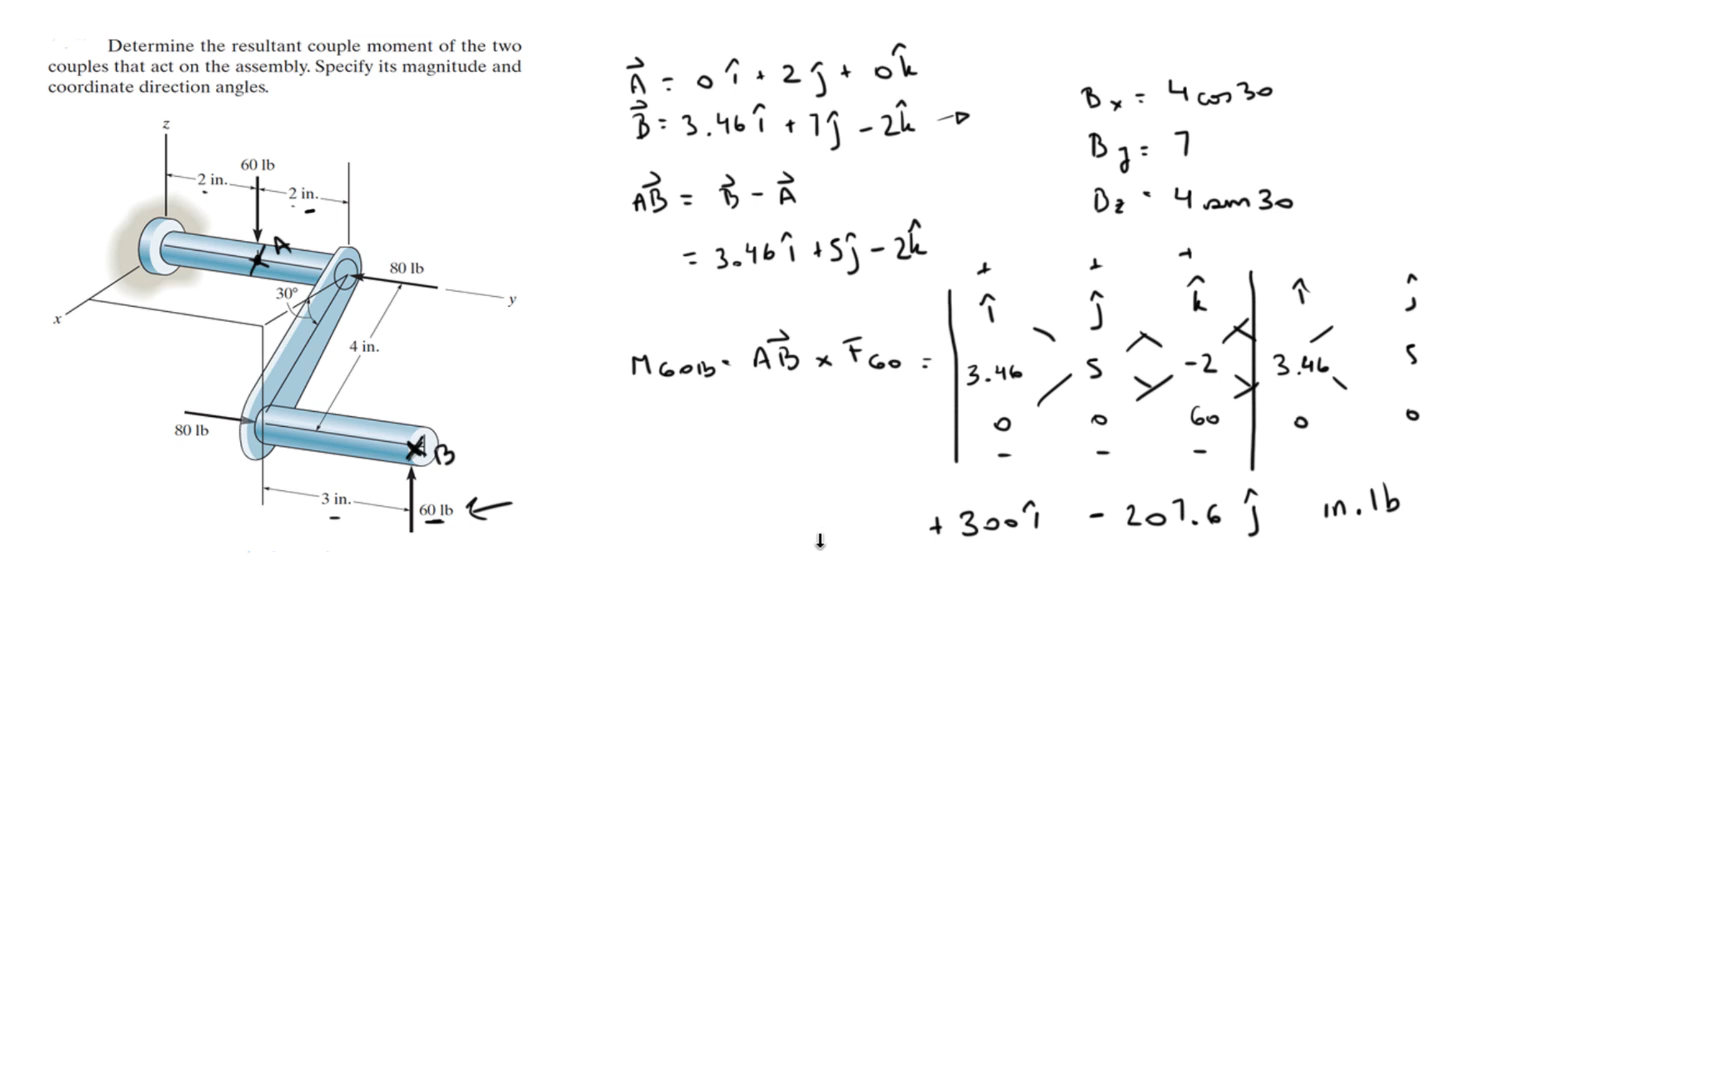 Determine the resultant couple moment of the two
couples that act on the assembly. Specify its magnitude and
coordinate direction angles.
z
60 lb
2 in.
2 in.
A
80 lb
30°
y
x
4 in.
80 lb
B
3 in.
60 lb
A = 0î + 2ĵ + 0k̂
B = 3.46î + 7ĵ - 2k̂
AB = B - A
= 3.46î + 5ĵ - 2k̂
Bx = 4 cos 30
By = 7
Bz = 4 sin 30
+ + +
M60lb = AB × F60 =
î ĵ k̂ î ĵ
3.46 5 -2 3.46 5
0 0 60 0 0
- - -
+ 300î - 207.6 ĵ in.lb